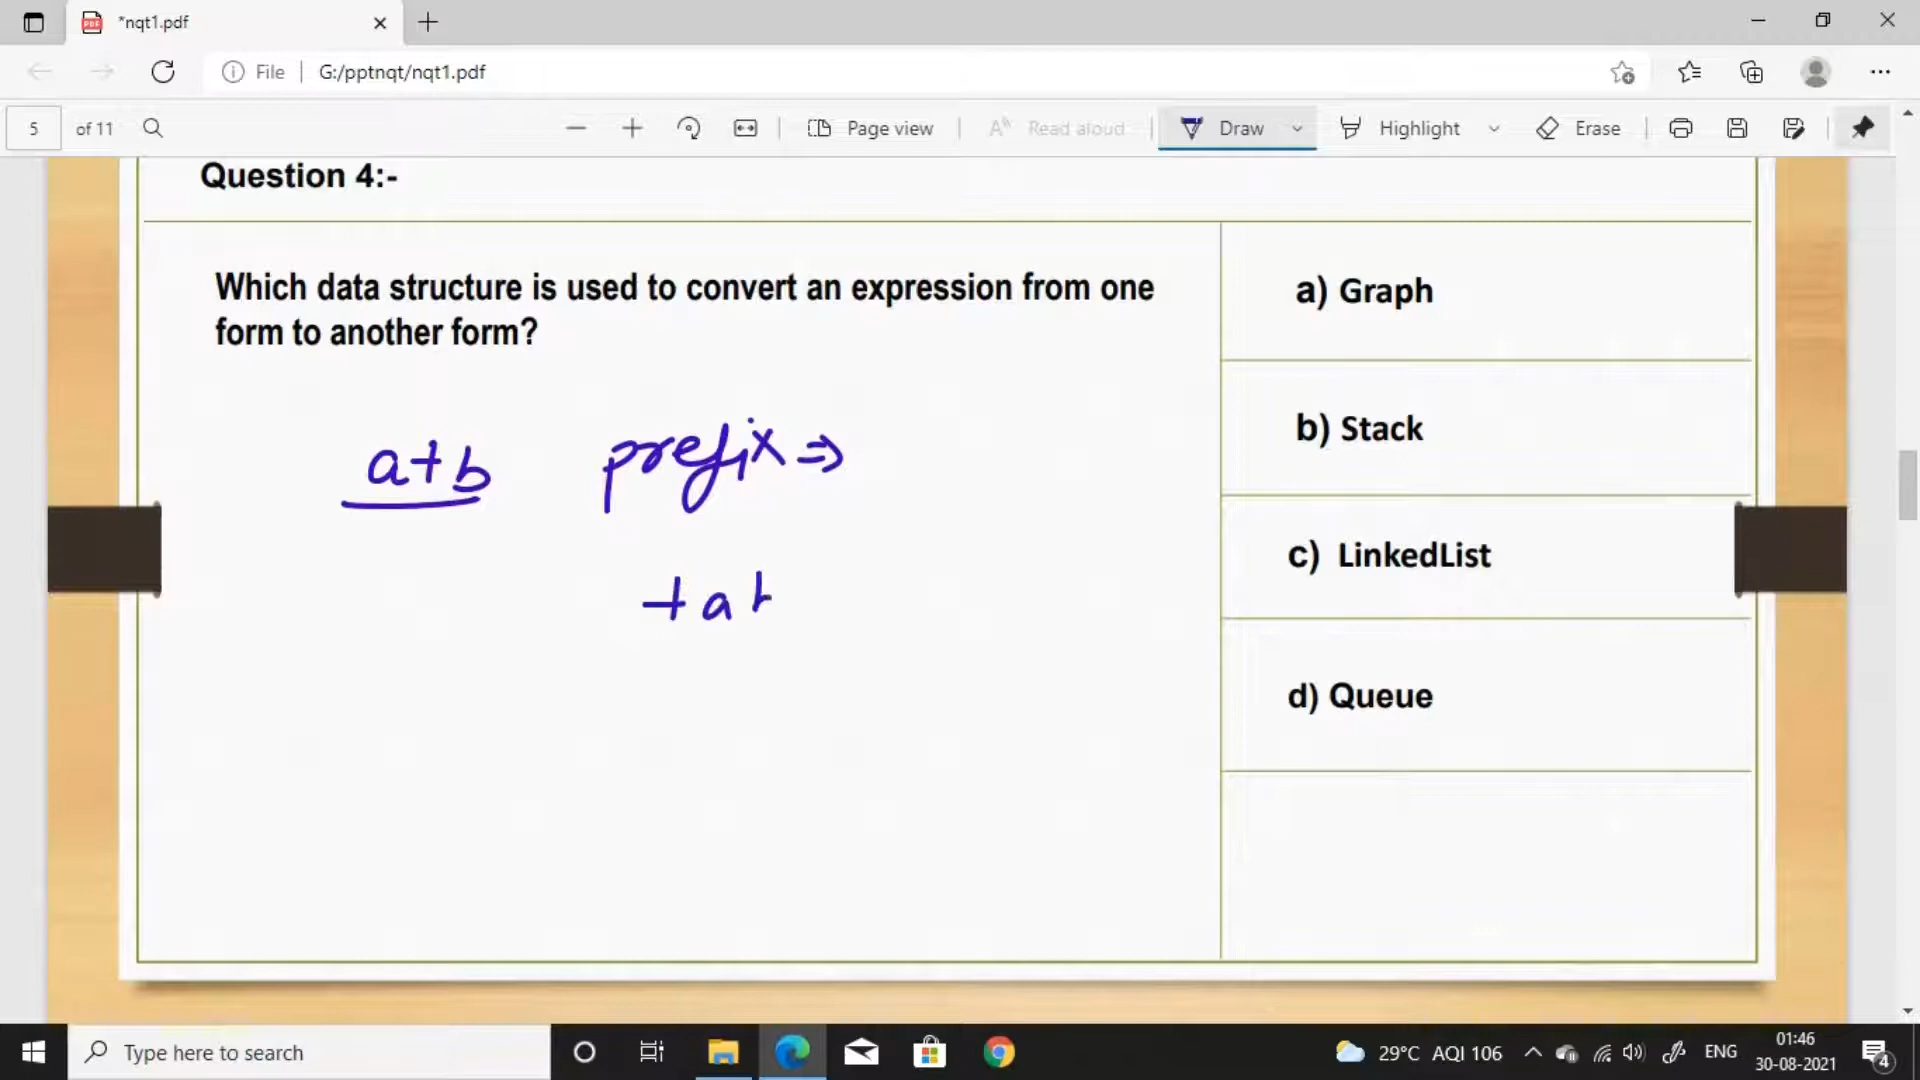 *nqt1.pdf
File
G:/pptnqt/nqt1.pdf
5 of 11
Page view
Read aloud
Draw
Highlight
Erase
Question 4:-
Which data structure is used to convert an expression from one
form to another form?
a) Graph
b) Stack
c) LinkedList
d) Queue
a+b prefix ⇒
+ a
Type here to search
29°C AQI 106
ENG
01:46
30-08-2021
4